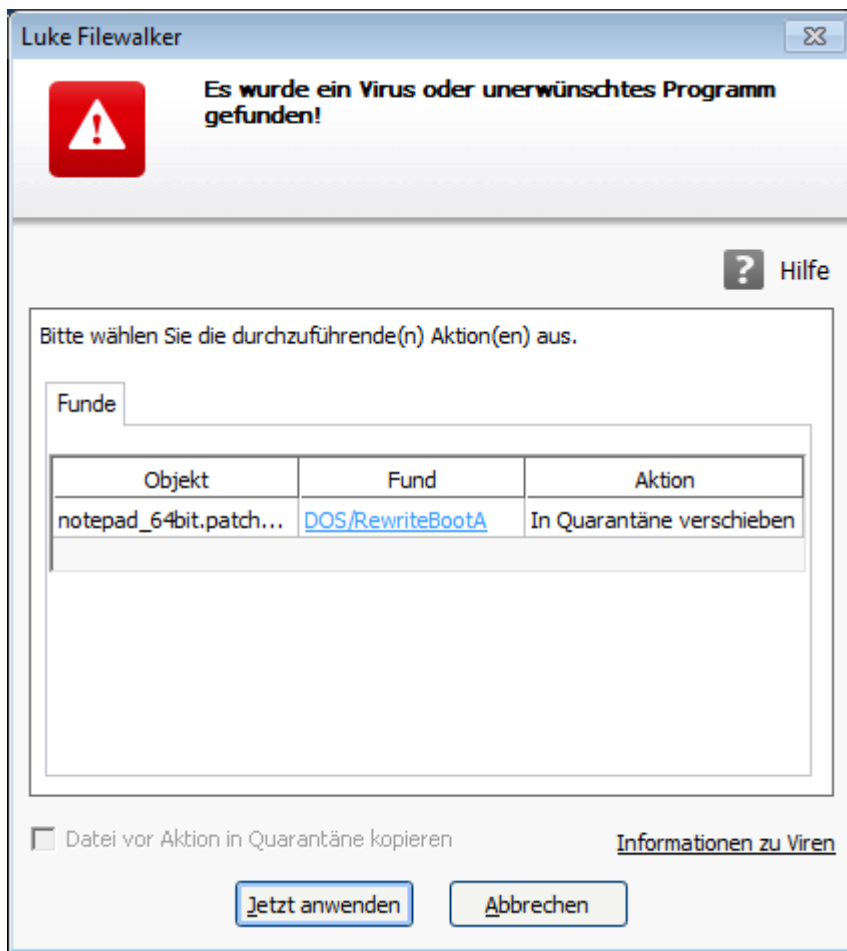 Luke Filewalker
Es wurde ein Virus oder unerwünschtes Programm
gefunden!
? Hilfe
Bitte wählen Sie die durchzuführende(n) Aktion(en) aus.
Funde
Objekt Fund Aktion
notepad_64bit.patch... DOS/RewriteBootA In Quarantäne verschieben
Datei vor Aktion in Quarantäne kopieren Informationen zu Viren
Jetzt anwenden Abbrechen